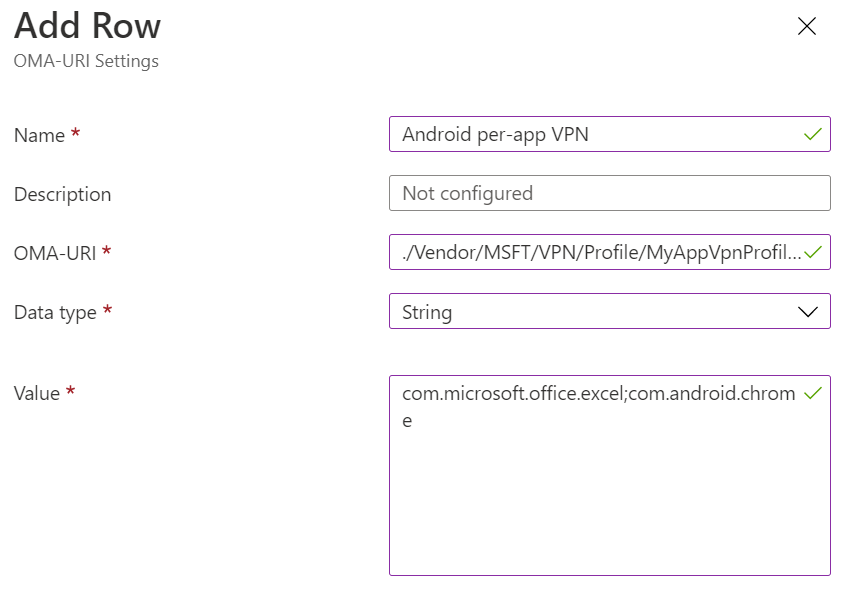 Add Row
OMA-URI Settings
Name *
Android per-app VPN
Description
Not configured
OMA-URI *
./Vendor/MSFT/VPN/Profile/MyAppVpnProfil...
Data type *
String
Value *
com.microsoft.office.excel;com.android.chrom
e